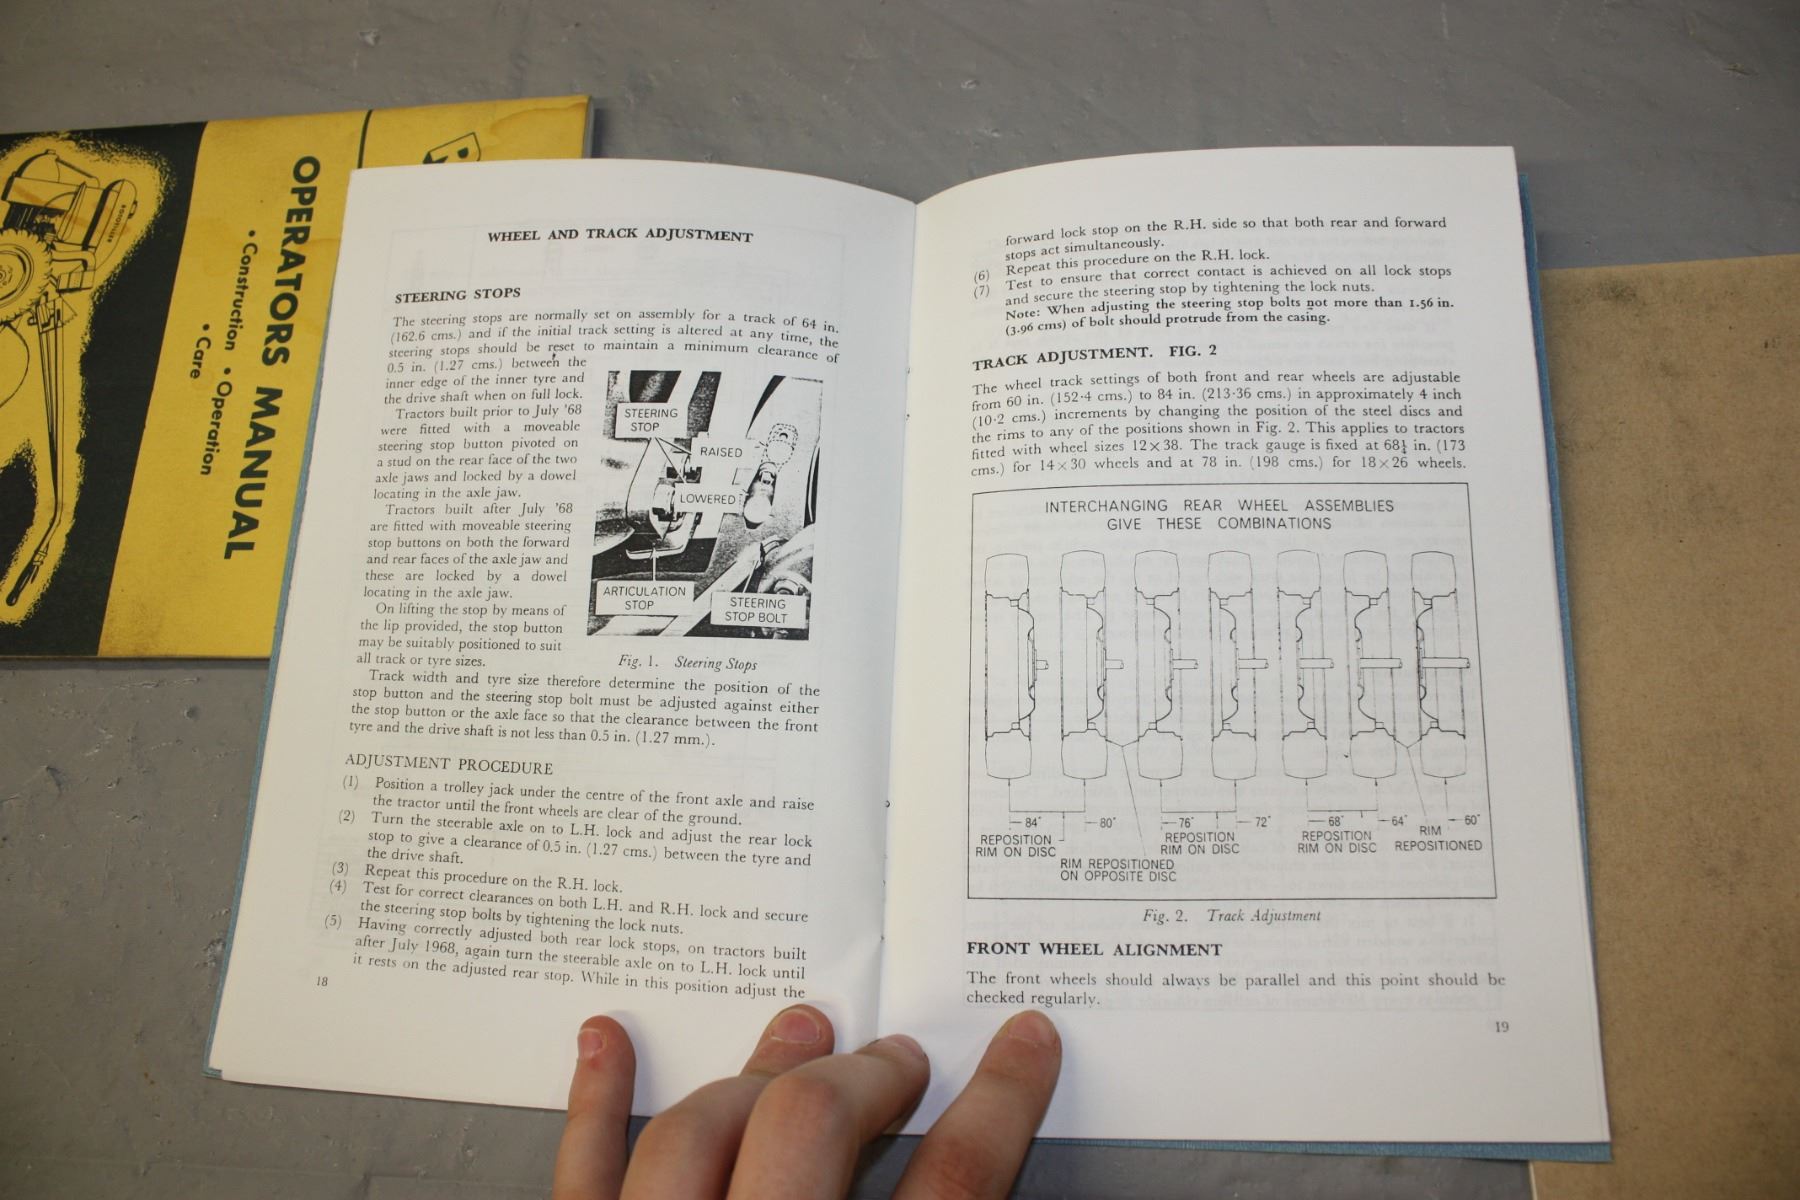 OPERATORS MANUAL
• Construction • Operation
• Care
WHEEL AND TRACK ADJUSTMENT
STEERING STOPS
The steering stops are normally set on assembly for a track of 64 in.
(162.6 cms.) and if the initial track setting is altered at any time, the
steering stops should be reset to maintain a minimum clearance of
0.5 in. (1.27 cms.) between the
inner edge of the inner tyre and
the drive shaft when on full lock.
Tractors built prior to July '68
were fitted with a moveable
steering stop button pivoted on
a stud on the rear face of the two
axle jaws and locked by a dowel
locating in the axle jaw.
Tractors built after July '68
are fitted with moveable steering
stop buttons on both the forward
and rear faces of the axle jaw and
these are locked by a dowel
locating in the axle jaw.
On lifting the stop by means of
the lip provided, the stop button
may be suitably positioned to suit
all track or tyre sizes.
STEERING
STOP
RAISED
LOWERED
ARTICULATION
STOP
STEERING
STOP BOLT
Fig. 1. Steering Stops
Track width and tyre size therefore determine the position of the
stop button and the steering stop bolt must be adjusted against either
the stop button or the axle face so that the clearance between the front
tyre and the drive shaft is not less than 0.5 in. (1.27 mm.).
ADJUSTMENT PROCEDURE
(1) Position a trolley jack under the centre of the front axle and raise
the tractor until the front wheels are clear of the ground.
(2) Turn the steerable axle on to L.H. lock and adjust the rear lock
stop to give a clearance of 0.5 in. (1.27 cms.) between the tyre and
the drive shaft.
(3) Repeat this procedure on the R.H. lock.
(4) Test for correct clearances on both L.H. and R.H. lock and secure
the steering stop bolts by tightening the lock nuts.
(5) Having correctly adjusted both rear lock stops, on tractors built
after July 1968, again turn the steerable axle on to L.H. lock until
it rests on the adjusted rear stop. While in this position adjust the
18
forward lock stop on the R.H. side so that both rear and forward
stops act simultaneously.
(6) Repeat this procedure on the R.H. lock.
(7) Test to ensure that correct contact is achieved on all lock stops
and secure the steering stop by tightening the lock nuts.
Note: When adjusting the steering stop bolts not more than 1.56 in.
(3.96 cms) of bolt should protrude from the casing.
TRACK ADJUSTMENT. FIG. 2
The wheel track settings of both front and rear wheels are adjustable
from 60 in. (152·4 cms.) to 84 in. (213·36 cms.) in approximately 4 inch
(10·2 cms.) increments by changing the position of the steel discs and
the rims to any of the positions shown in Fig. 2. This applies to tractors
fitted with wheel sizes 12×38. The track gauge is fixed at 68½ in. (173
cms.) for 14×30 wheels and at 78 in. (198 cms.) for 18×26 wheels.
INTERCHANGING REAR WHEEL ASSEMBLIES
GIVE THESE COMBINATIONS
84" 80" 76" 72" 68" 64" 60"
REPOSITION
RIM ON DISC
RIM REPOSITIONED
ON OPPOSITE DISC
REPOSITION
RIM ON DISC
REPOSITION
RIM ON DISC
RIM
REPOSITIONED
Fig. 2. Track Adjustment
FRONT WHEEL ALIGNMENT
The front wheels should always be parallel and this point should be
checked regularly.
19